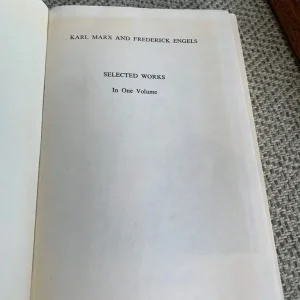 KARL MARX AND FREDERICK ENGELS
SELECTED WORKS
In One Volume